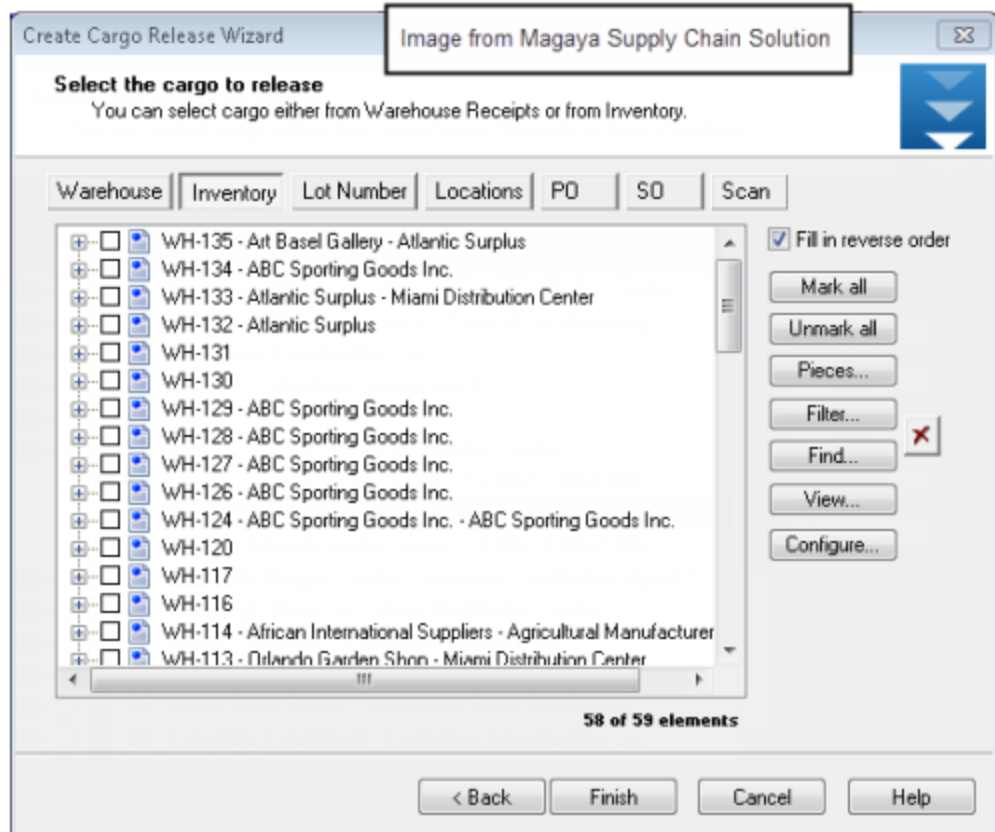 Create Cargo Release Wizard
Image from Magaya Supply Chain Solution
Select the cargo to release
You can select cargo either from Warehouse Receipts or from Inventory.
Warehouse Inventory Lot Number Locations PO SO Scan
WH-135 - Art Basel Gallery - Atlantic Surplus
WH-134 - ABC Sporting Goods Inc.
WH-133 - Atlantic Surplus - Miami Distribution Center
WH-132 - Atlantic Surplus
WH-131
WH-130
WH-129 - ABC Sporting Goods Inc.
WH-128 - ABC Sporting Goods Inc.
WH-127 - ABC Sporting Goods Inc.
WH-126 - ABC Sporting Goods Inc.
WH-124 - ABC Sporting Goods Inc. - ABC Sporting Goods Inc.
WH-120
WH-117
WH-116
WH-114 - African International Suppliers - Agricultural Manufacturer
WH-113 - Orlando Garden Shop - Miami Distribution Center
Fill in reverse order
Mark all
Unmark all
Pieces...
Filter...
Find...
View...
Configure...
58 of 59 elements
< Back Finish Cancel Help